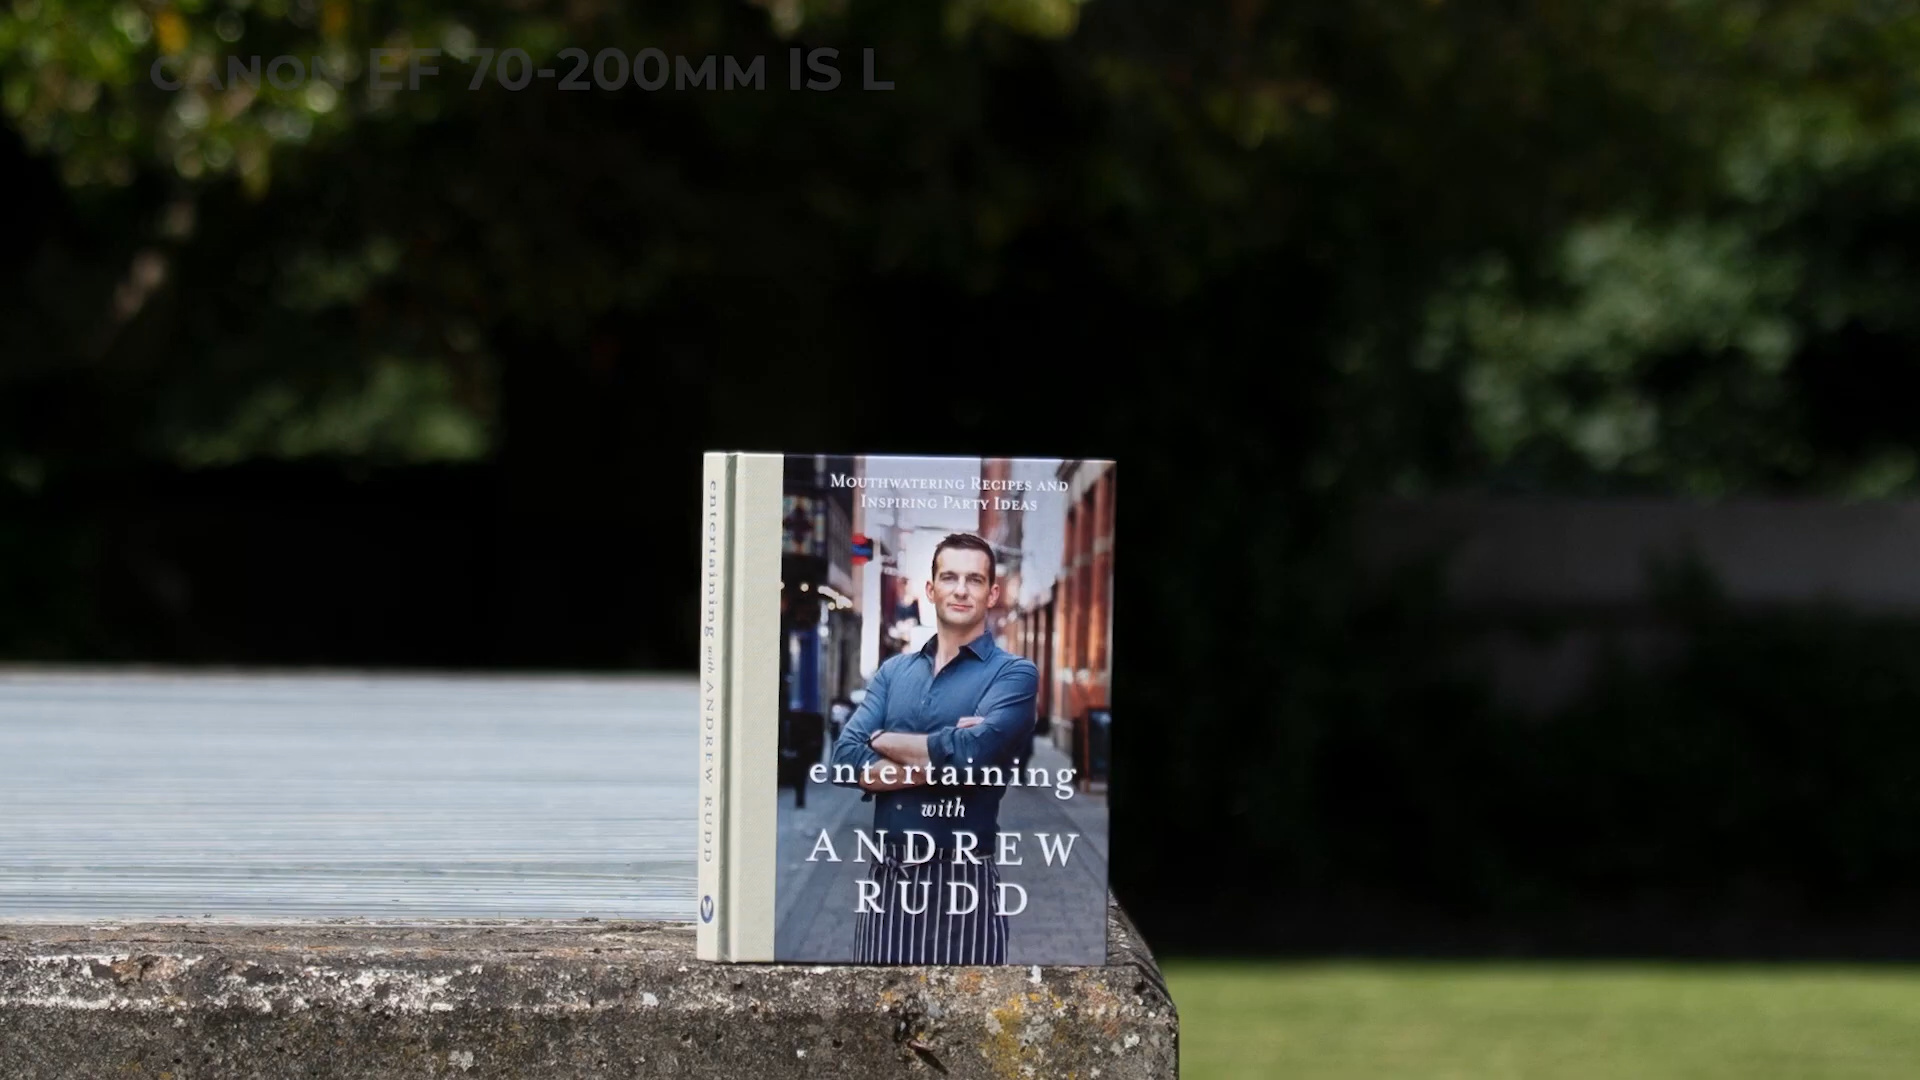 CANON EF 70-200MM IS L
MOUTHWATERING RECIPES AND
INSPIRING PARTY IDEAS
entertaining
with
ANDREW
RUDD
entertaining with ANDREW RUDD